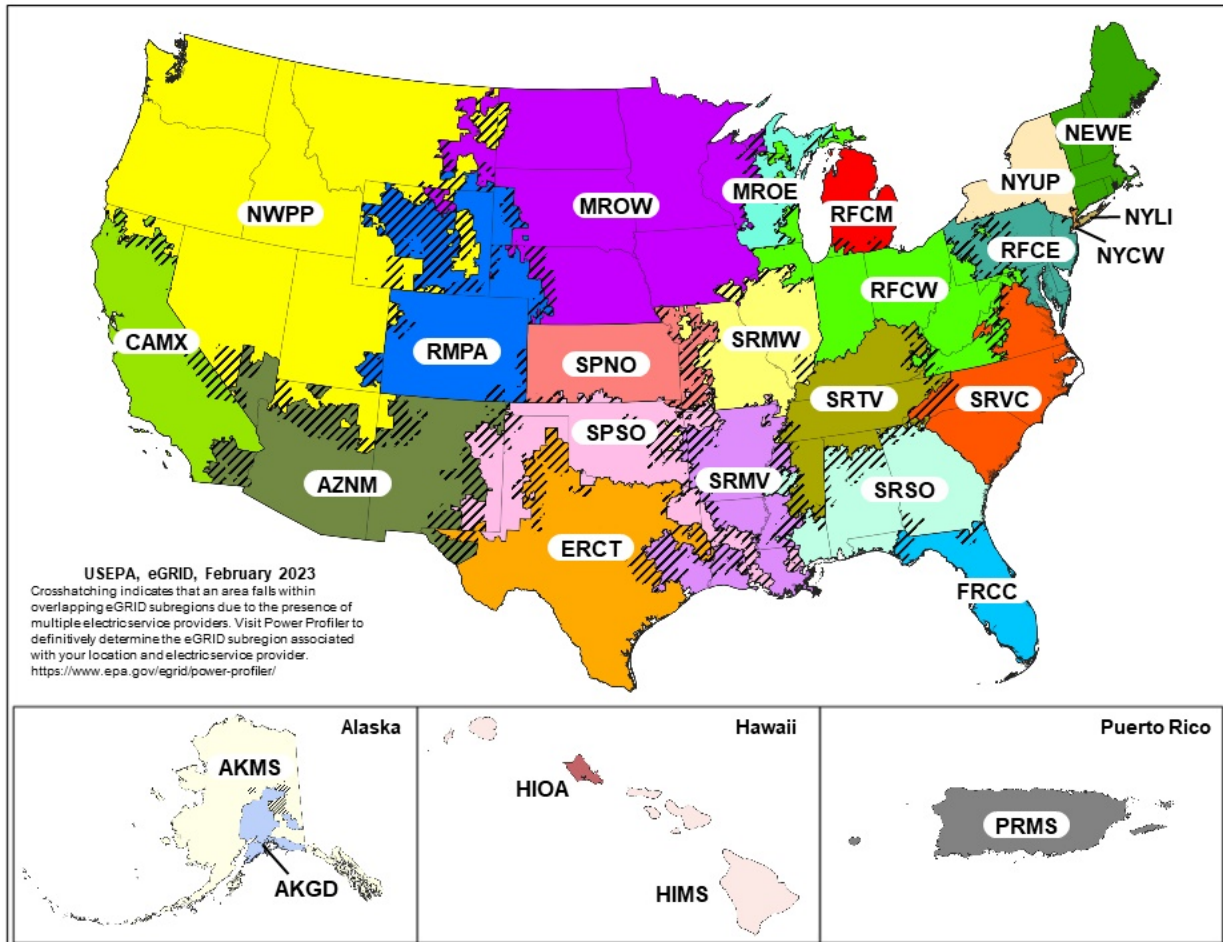 NEWE
NYUP
MROE
NWPP
MROW
RFCM
NYLI
RFCE
NYCW
RFCW
CAMX
SRMW
RMPA
SPNO
SRTV
SRVC
SPSO
AZNM
SRMV
SRSO
ERCT
FRCC
USEPA, eGRID, February 2023
Crosshatching indicates that an area falls within
overlapping eGRID subregions due to the presence of
multiple electric service providers. Visit Power Profiler to
definitively determine the eGRID subregion associated
with your location and electric service provider.
https://www.epa.gov/egrid/power-profiler/
Alaska
AKMS
AKGD
Hawaii
HIOA
HIMS
Puerto Rico
PRMS